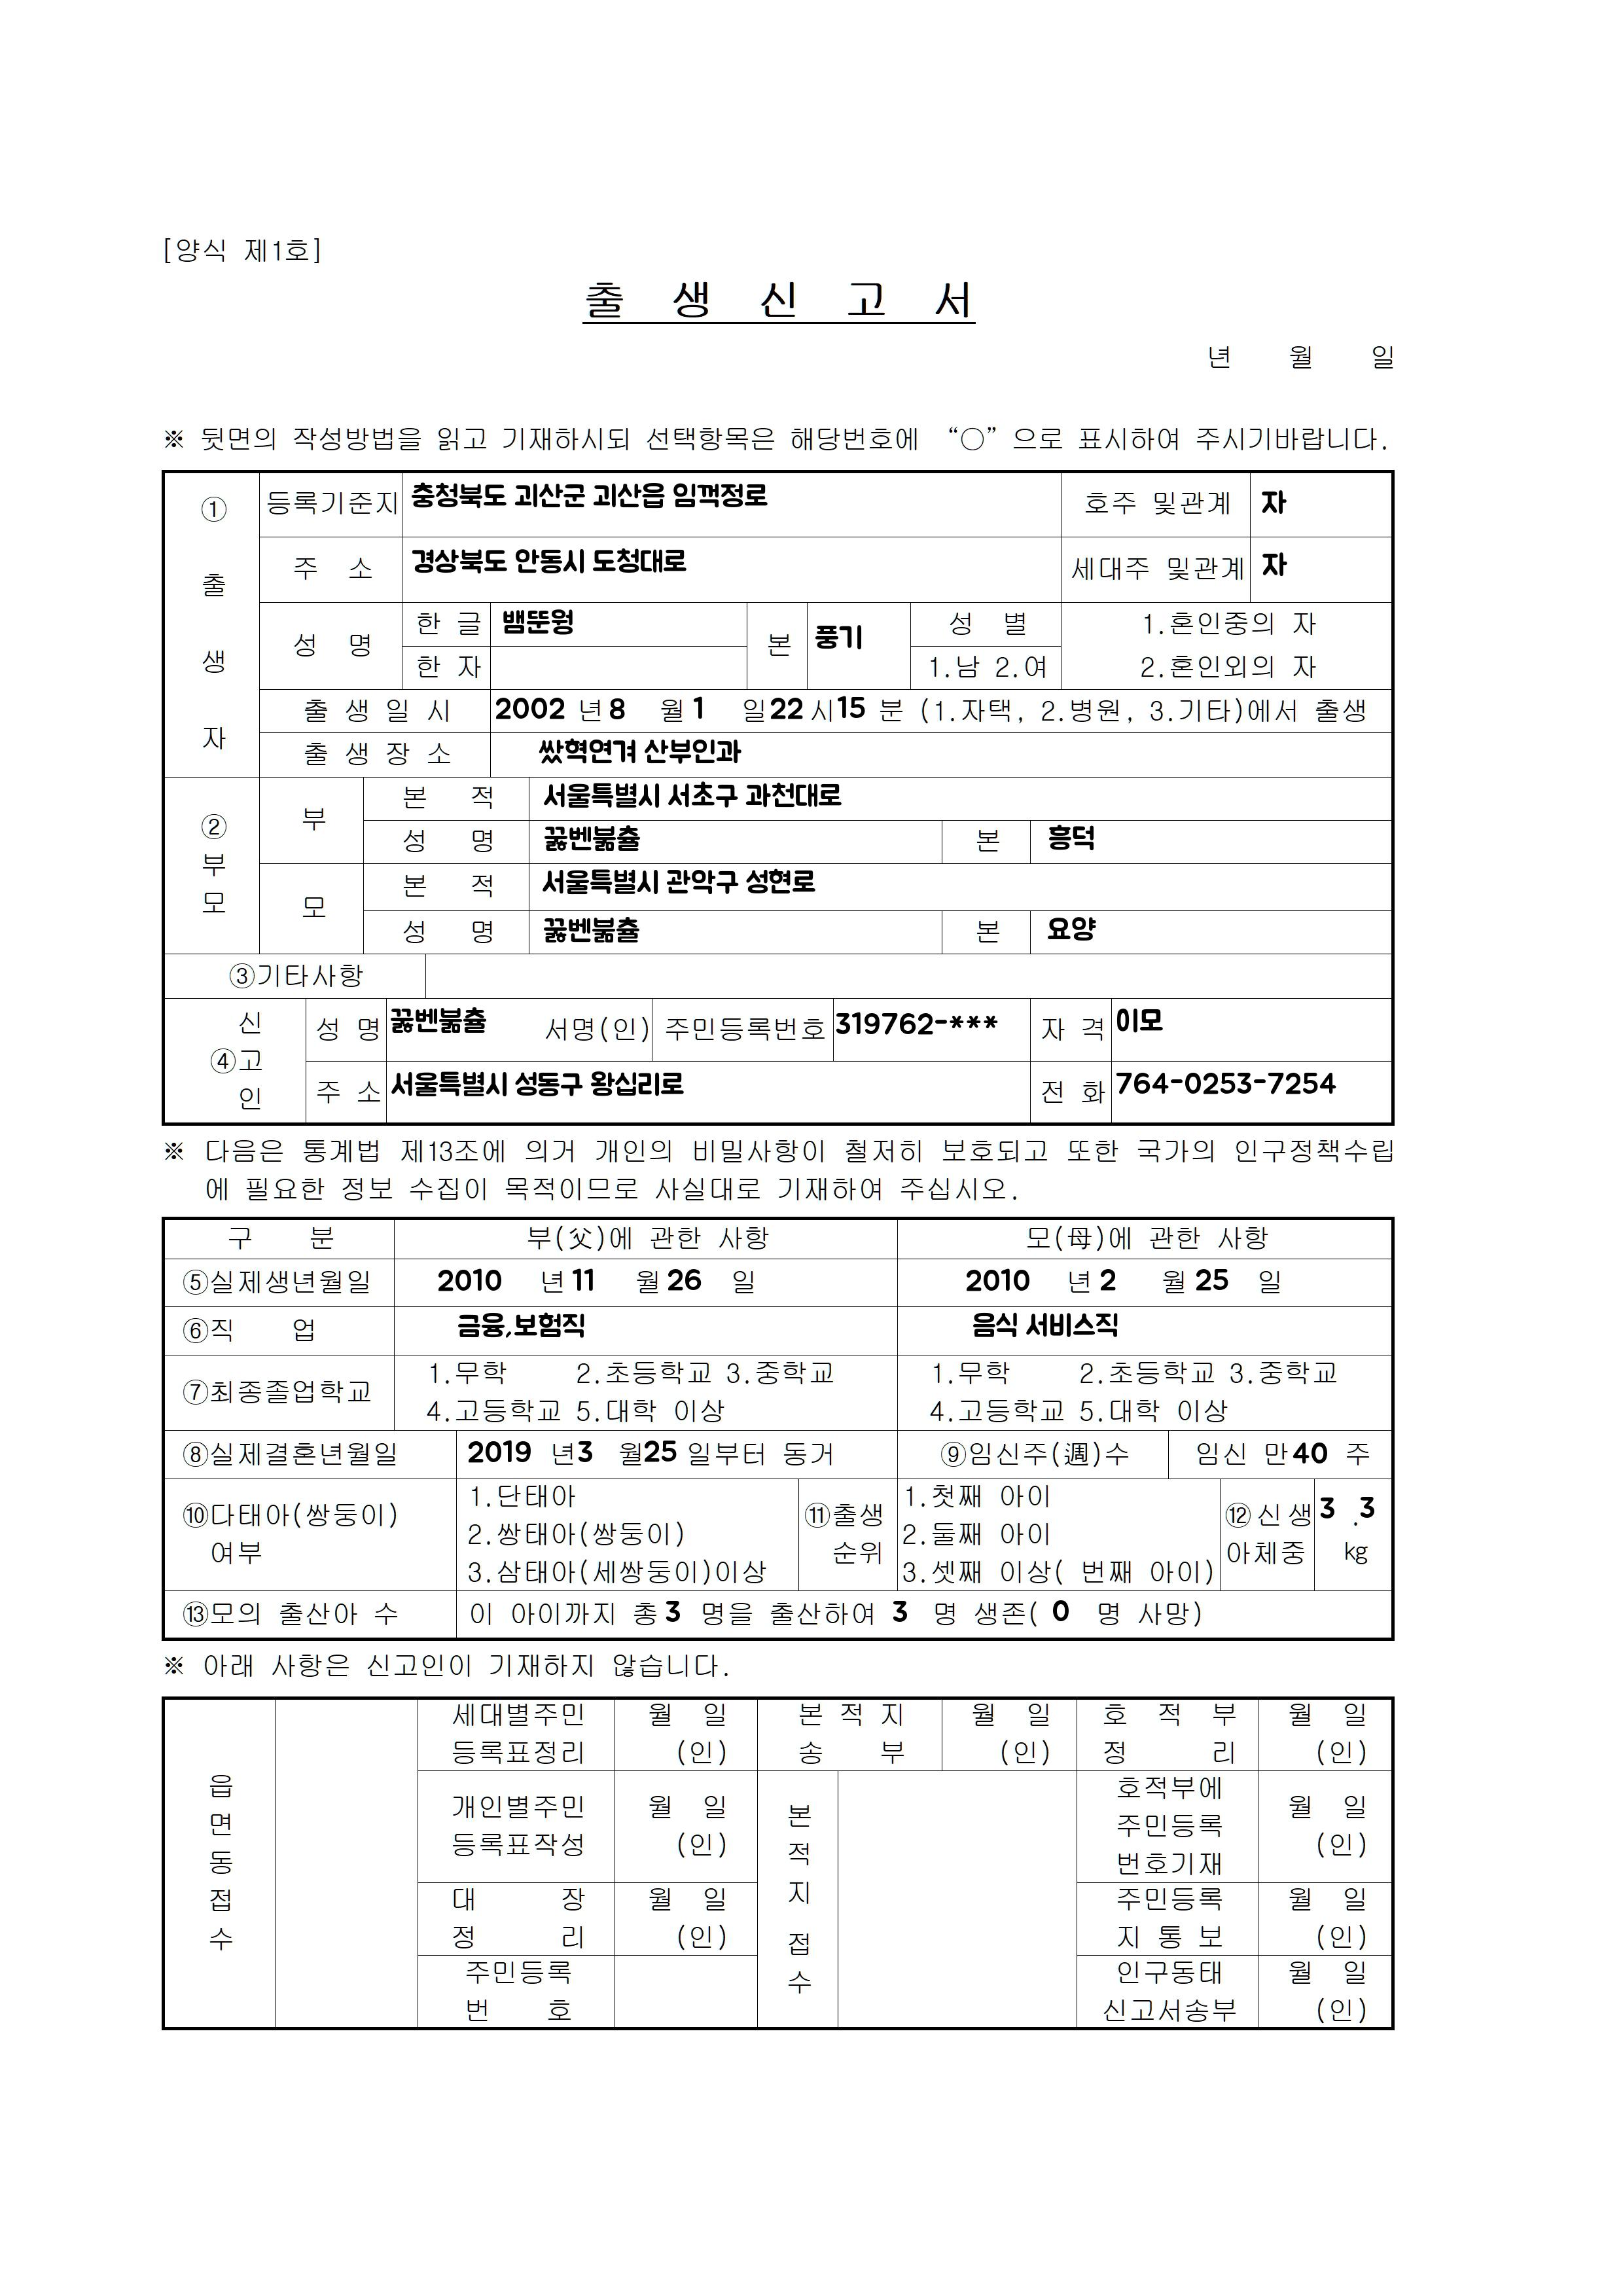 [양식 제1호]
출 생 신 고 서
년 월 일
※ 뒷면의 작성방법을 읽고 기재하시되 선택항목은 해당번호에 “○” 으로 표시하여 주시기바랍니다.
① 출 생 자
등록기준지 충청북도 괴산군 괴산읍 임꺽정로 호주 및관계 자
주 소 경상북도 안동시 도청대로 세대주 및관계 자
성 명 한 글 뱀뚠웡 본 풍기 성 별 1.혼인중의 자
한 자 1.남 2.여 2.혼인외의 자
출 생 일 시 2002 년 8 월 1 일 22 시 15 분 (1.자택, 2.병원, 3.기타)에서 출생
출 생 장 소 쌌혁연겨 산부인과
② 부 모
부 본 적 서울특별시 서초구 과천대로
성 명 꿇벤붊츌 본 흥덕
모 본 적 서울특별시 관악구 성현로
성 명 꿇벤붊츌 본 요양
③기타사항
④ 신 고 인
성 명 꿇벤붊츌 서명(인) 주민등록번호 319762-*** 자 격 이모
주 소 서울특별시 성동구 왕십리로 전 화 764-0253-7254
※ 다음은 통계법 제13조에 의거 개인의 비밀사항이 철저히 보호되고 또한 국가의 인구정책수립
에 필요한 정보 수집이 목적이므로 사실대로 기재하여 주십시오.
구 분 부(父)에 관한 사항 모(母)에 관한 사항
⑤실제생년월일 2010 년 11 월 26 일 2010 년 2 월 25 일
⑥직 업 금융,보험직 음식 서비스직
⑦최종졸업학교 1.무학 2.초등학교 3.중학교 1.무학 2.초등학교 3.중학교
4.고등학교 5.대학 이상 4.고등학교 5.대학 이상
⑧실제결혼년월일 2019 년 3 월 25 일부터 동거 ⑨임신주(週)수 임신 만 40 주
⑩다태아(쌍둥이) 여부
1.단태아
2.쌍태아(쌍둥이)
3.삼태아(세쌍둥이)이상
⑪출생 순위
1.첫째 아이
2.둘째 아이
3.셋째 이상( 번째 아이)
⑫신생 아체중
3 .3
kg
⑬모의 출산아 수 이 아이까지 총 3 명을 출산하여 3 명 생존( 0 명 사망)
※ 아래 사항은 신고인이 기재하지 않습니다.
읍 면 동 접 수
세대별주민 월 일 본 적 지 월 일 호 적 부 월 일
등록표정리 (인) 송 부 (인) 정 리 (인)
본 적 지 접 수
호적부에
개인별주민 월 일 주민등록 월 일
등록표작성 (인) 번호기재 (인)
대 장 월 일 주민등록 월 일
정 리 (인) 지 통 보 (인)
주민등록 인구동태 월 일
번 호 신고서송부 (인)